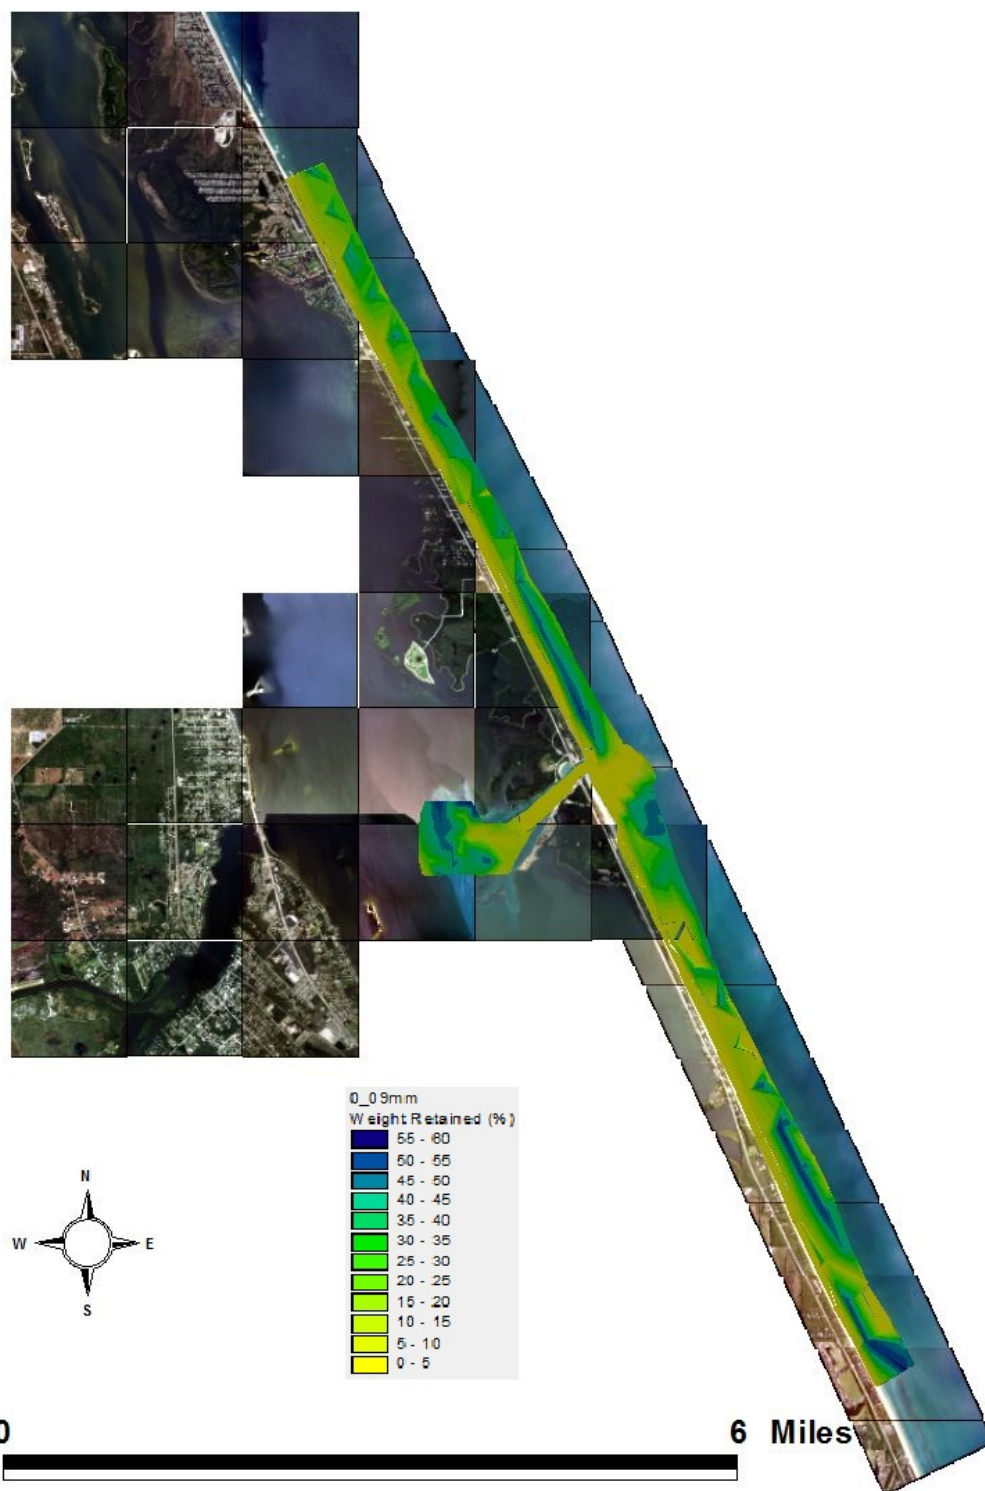 0_09mm
Weight Retained (%)
55 - 60
50 - 55
45 - 50
40 - 45
35 - 40
30 - 35
25 - 30
20 - 25
15 - 20
10 - 15
5 - 10
0 - 5
N
W E
S
0 6 Miles